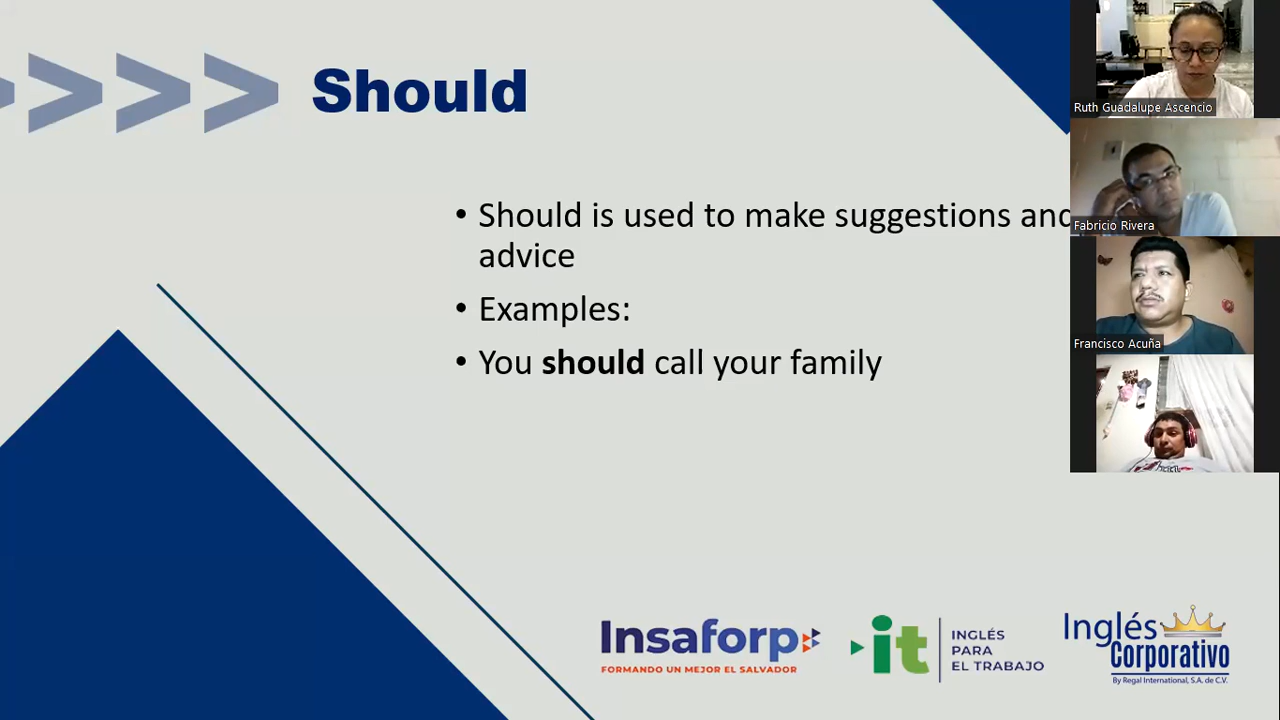 Should
• Should is used to make suggestions and
advice
• Examples:
• You should call your family
Ruth Guadalupe Ascencio
Fabricio Rivera
Francisco Acuña
Insaforp
FORMANDO UN MEJOR EL SALVADOR
it
INGLÉS
PARA
EL TRABAJO
Inglés
Corporativo
By Regal International, S.A. de C.V.